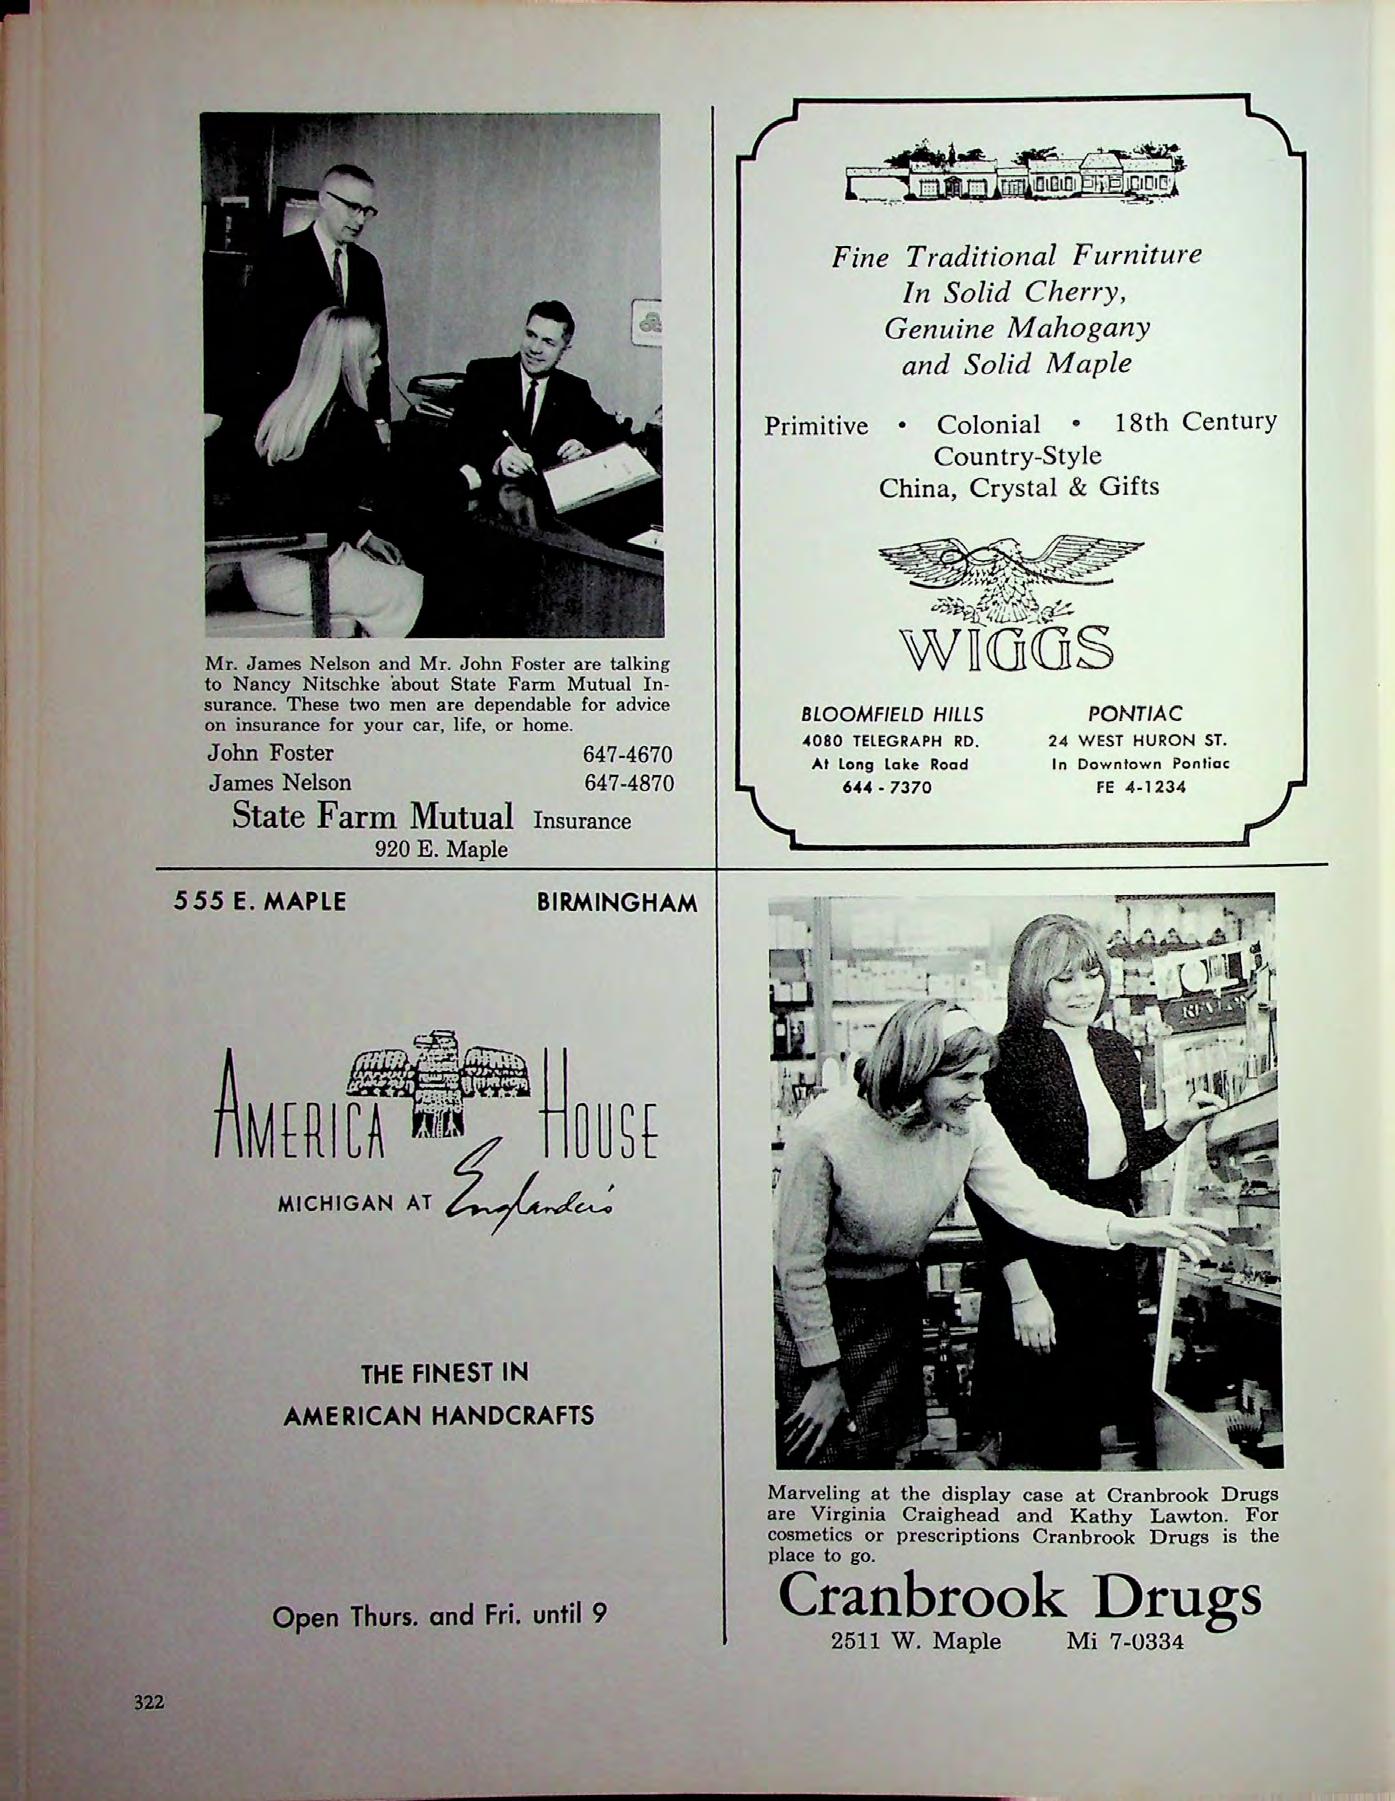 Mr. James Nelson and Mr. John Foster are talking
to Nancy Nitschke about State Farm Mutual In-
surance. These two men are dependable for advice
on insurance for your car, life, or home.
John Foster 647-4670
James Nelson 647-4870
State Farm Mutual Insurance
920 E. Maple
Fine Traditional Furniture
In Solid Cherry,
Genuine Mahogany
and Solid Maple
Primitive • Colonial • 18th Century
Country-Style
China, Crystal & Gifts
WIGGS
BLOOMFIELD HILLS
4080 TELEGRAPH RD.
At Long Lake Road
644-7370
PONTIAC
24 WEST HURON ST.
In Downtown Pontiac
FE 4-1234
555 E. MAPLE BIRMINGHAM
AMERICA HOUSE
MICHIGAN AT Englander's
THE FINEST IN
AMERICAN HANDCRAFTS
Open Thurs. and Fri. until 9
REVLON
Marveling at the display case at Cranbrook Drugs
are Virginia Craighead and Kathy Lawton. For
cosmetics or prescriptions Cranbrook Drugs is the
place to go.
Cranbrook Drugs
2511 W. Maple Mi 7-0334
322